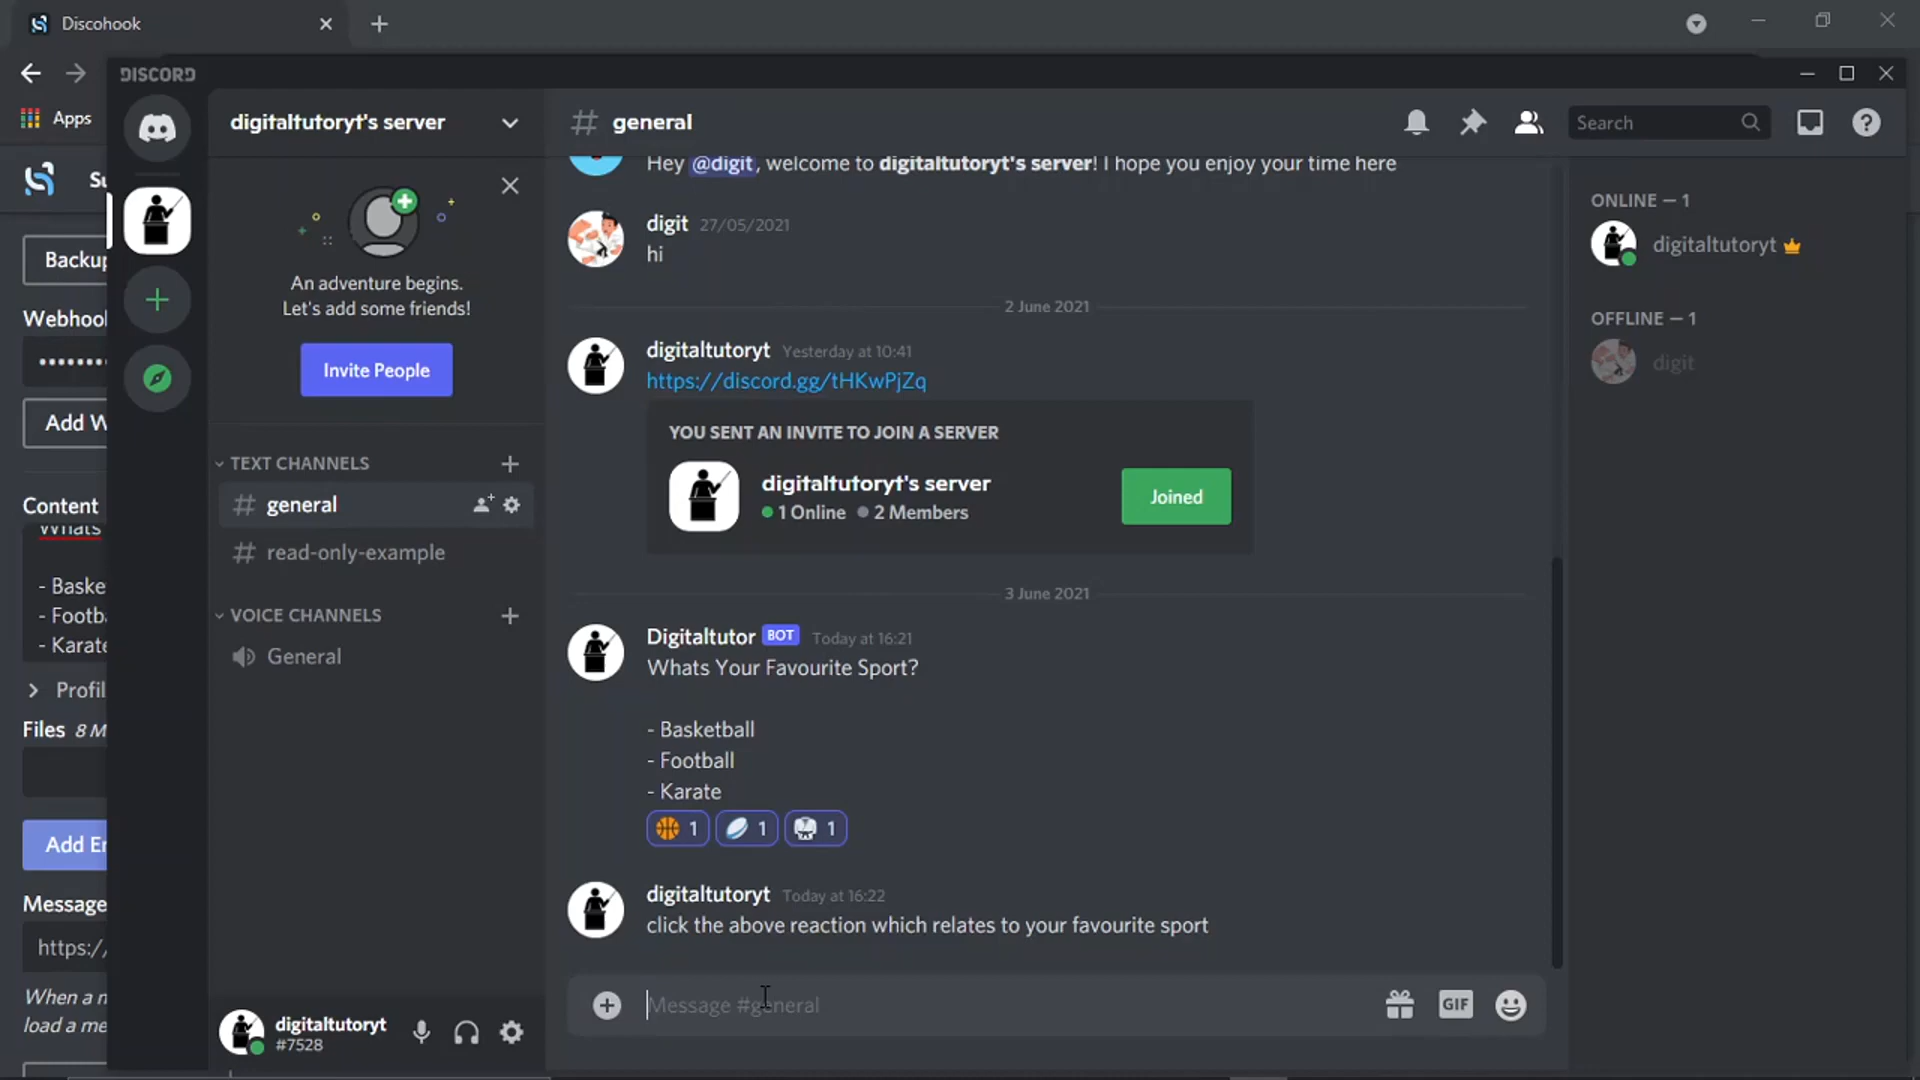 Discohook
Apps
DISCORD
digitaltutoryt's server
An adventure begins.
Let's add some friends!
Invite People
TEXT CHANNELS
general
read-only-example
VOICE CHANNELS
General
digitaltutoryt
#7528
Backup
Webhook
Add W
Content
Whats
- Baske
- Footb
- Karate
Profil
Files 8 M
Add Em
Message
https://
When a m
load a me
# general
Search
Hey @digit, welcome to digitaltutoryt's server! I hope you enjoy your time here
digit 27/05/2021
hi
2 June 2021
digitaltutoryt Yesterday at 10:41
https://discord.gg/tHKwPjZq
YOU SENT AN INVITE TO JOIN A SERVER
digitaltutoryt's server
1 Online 2 Members
Joined
3 June 2021
Digitaltutor BOT Today at 16:21
Whats Your Favourite Sport?
- Basketball
- Football
- Karate
1 1 1
digitaltutoryt Today at 16:22
click the above reaction which relates to your favourite sport
Message #general
GIF
ONLINE — 1
digitaltutoryt
OFFLINE — 1
digit